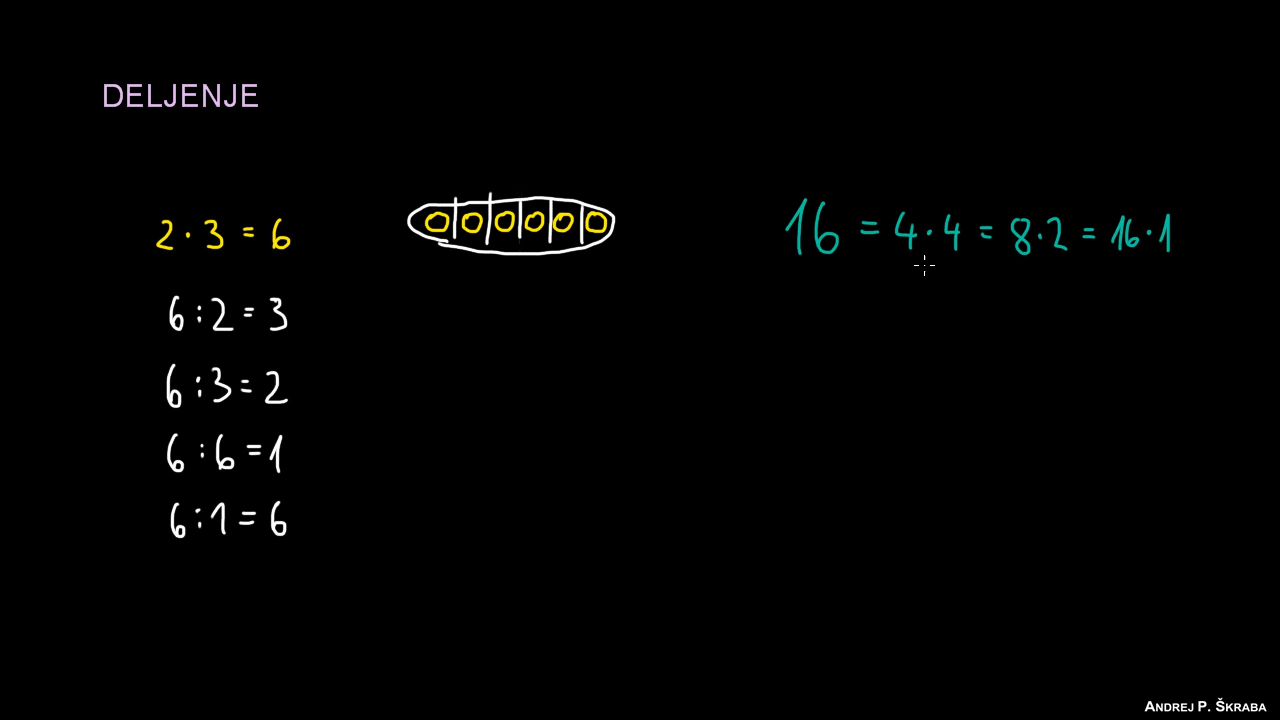 DELJENJE
2 · 3 = 6
16 = 4 · 4 = 8 · 2 = 16 · 1
6 : 2 = 3
6 : 3 = 2
6 : 6 = 1
6 : 1 = 6
ANDREJ P. ŠKRABA